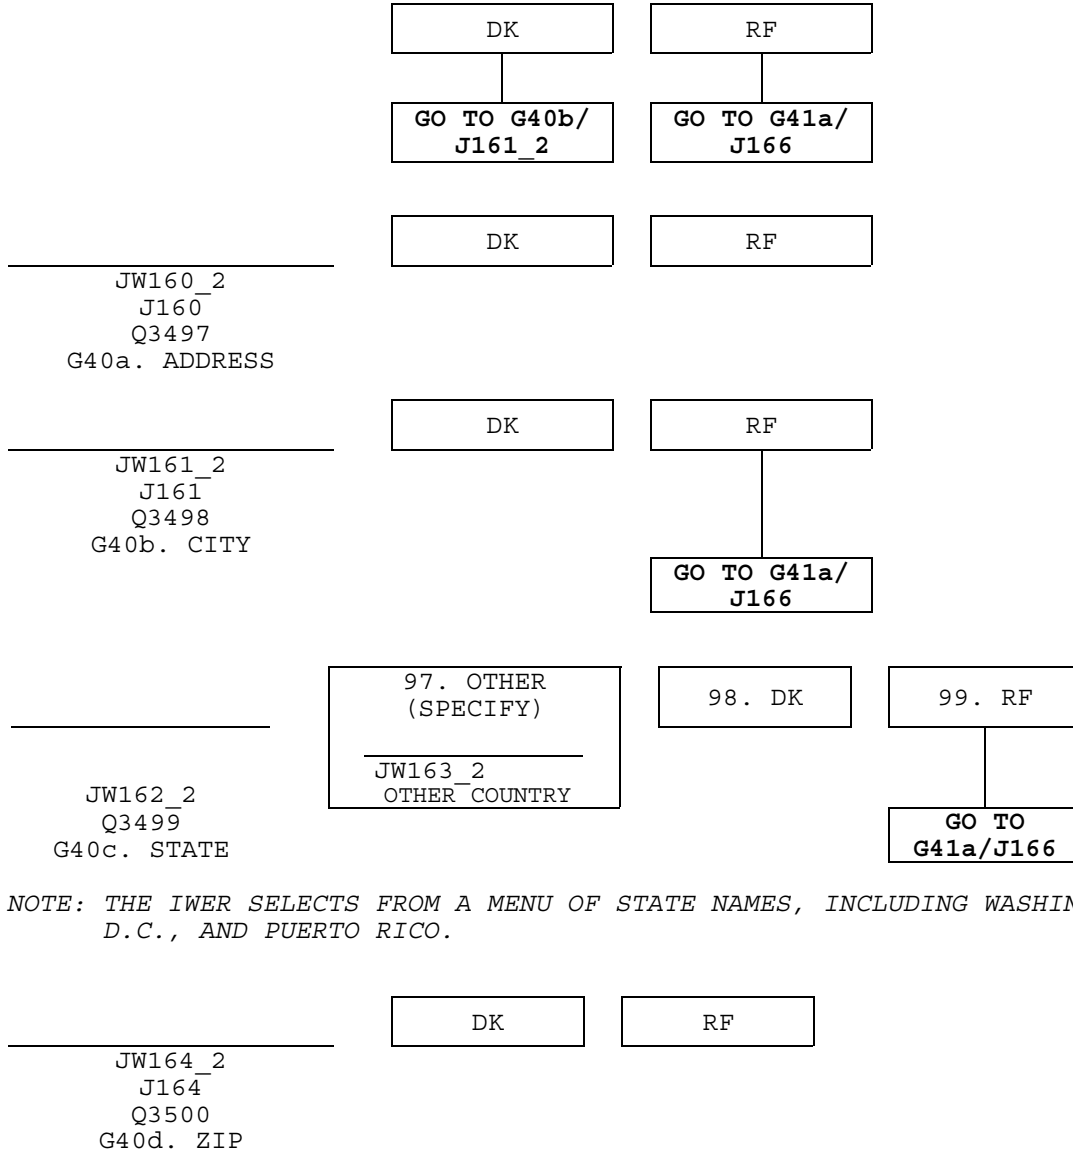 DK RF
GO TO G40b/ GO TO G41a/
J161_2 J166
DK RF
JW160_2
J160
Q3497
G40a. ADDRESS
DK RF
JW161_2
J161
Q3498
G40b. CITY
GO TO G41a/
J166
97. OTHER
(SPECIFY)
98. DK 99. RF
JW163_2
OTHER COUNTRY
JW162_2
Q3499
G40c. STATE
GO TO
G41a/J166
NOTE: THE IWER SELECTS FROM A MENU OF STATE NAMES, INCLUDING WASHIN
D.C., AND PUERTO RICO.
DK RF
JW164_2
J164
Q3500
G40d. ZIP